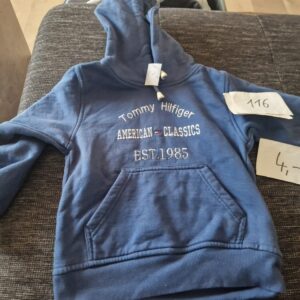 Tommy Hilfiger
AMERICAN - CLASSICS
EST.1985
116
4,-